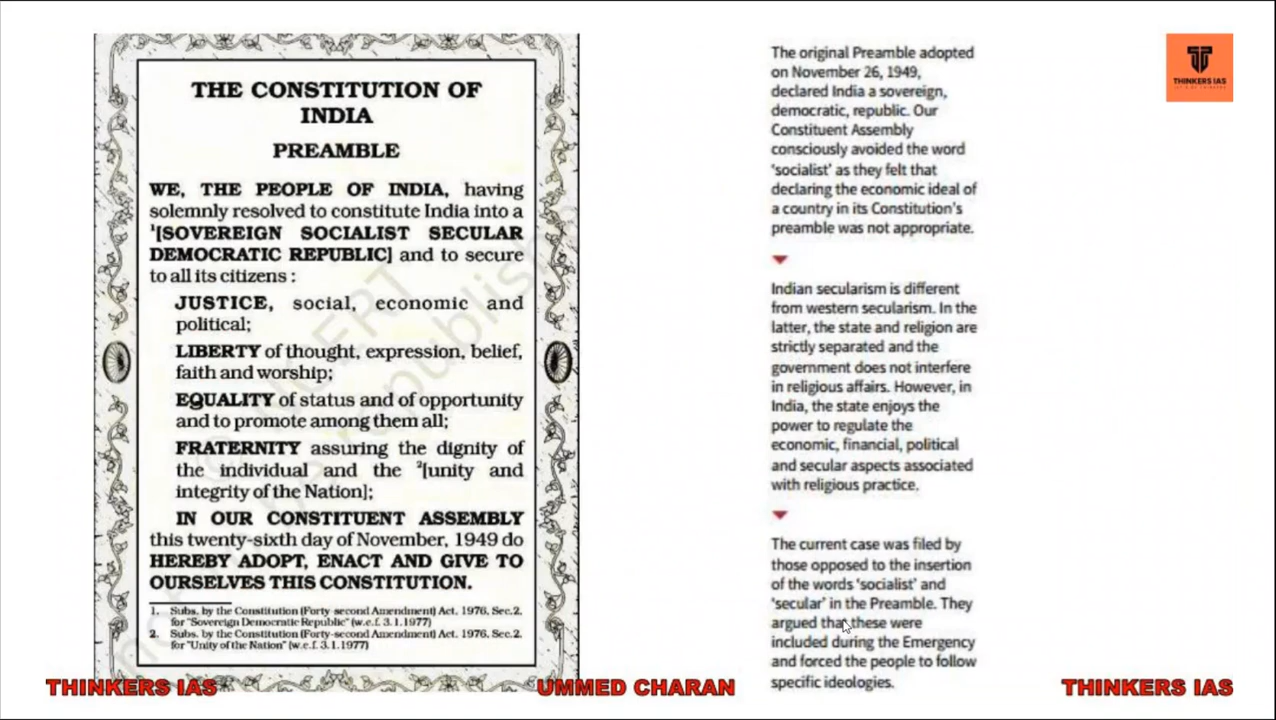 THE CONSTITUTION OF
INDIA
PREAMBLE
WE, THE PEOPLE OF INDIA, having
solemnly resolved to constitute India into a
¹[SOVEREIGN SOCIALIST SECULAR
DEMOCRATIC REPUBLIC] and to secure
to all its citizens :
JUSTICE, social, economic and
political;
LIBERTY of thought, expression, belief,
faith and worship;
EQUALITY of status and of opportunity
and to promote among them all;
FRATERNITY assuring the dignity of
the individual and the ²[unity and
integrity of the Nation];
IN OUR CONSTITUENT ASSEMBLY
this twenty-sixth day of November, 1949 do
HEREBY ADOPT, ENACT AND GIVE TO
OURSELVES THIS CONSTITUTION.
1. Subs. by the Constitution (Forty-second Amendment) Act, 1976, Sec.2,
for "Sovereign Democratic Republic" (w.e.f. 3.1.1977)
2. Subs. by the Constitution (Forty-second Amendment) Act, 1976, Sec.2,
for "Unity of the Nation" (w.e.f. 3.1.1977)
The original Preamble adopted
on November 26, 1949,
declared India a sovereign,
democratic, republic. Our
Constituent Assembly
consciously avoided the word
'socialist' as they felt that
declaring the economic ideal of
a country in its Constitution's
preamble was not appropriate.
Indian secularism is different
from western secularism. In the
latter, the state and religion are
strictly separated and the
government does not interfere
in religious affairs. However, in
India, the state enjoys the
power to regulate the
economic, financial, political
and secular aspects associated
with religious practice.
The current case was filed by
those opposed to the insertion
of the words 'socialist' and
'secular' in the Preamble. They
argued that these were
included during the Emergency
and forced the people to follow
specific ideologies.
THINKERS IAS
THINKERS IAS
UMMED CHARAN
THINKERS IAS